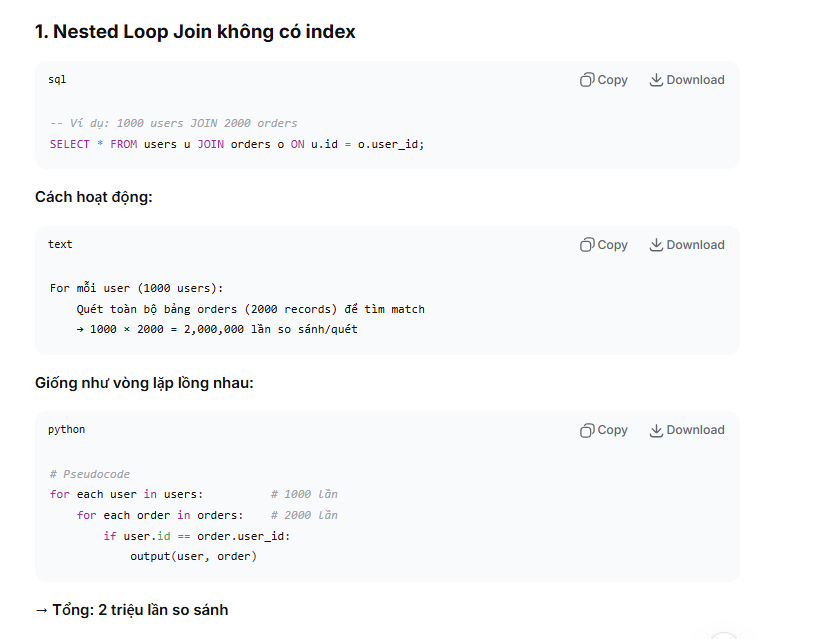 1. Nested Loop Join không có index
sql
Copy
Download
-- Ví dụ: 1000 users JOIN 2000 orders
SELECT * FROM users u JOIN orders o ON u.id = o.user_id;
Cách hoạt động:
text
Copy
Download
For mỗi user (1000 users):
    Quét toàn bộ bảng orders (2000 records) để tìm match
    → 1000 × 2000 = 2,000,000 lần so sánh/quét
Giống như vòng lặp lồng nhau:
python
Copy
Download
# Pseudocode
for each user in users:          # 1000 lần
    for each order in orders:    # 2000 lần
        if user.id == order.user_id:
            output(user, order)
→ Tổng: 2 triệu lần so sánh